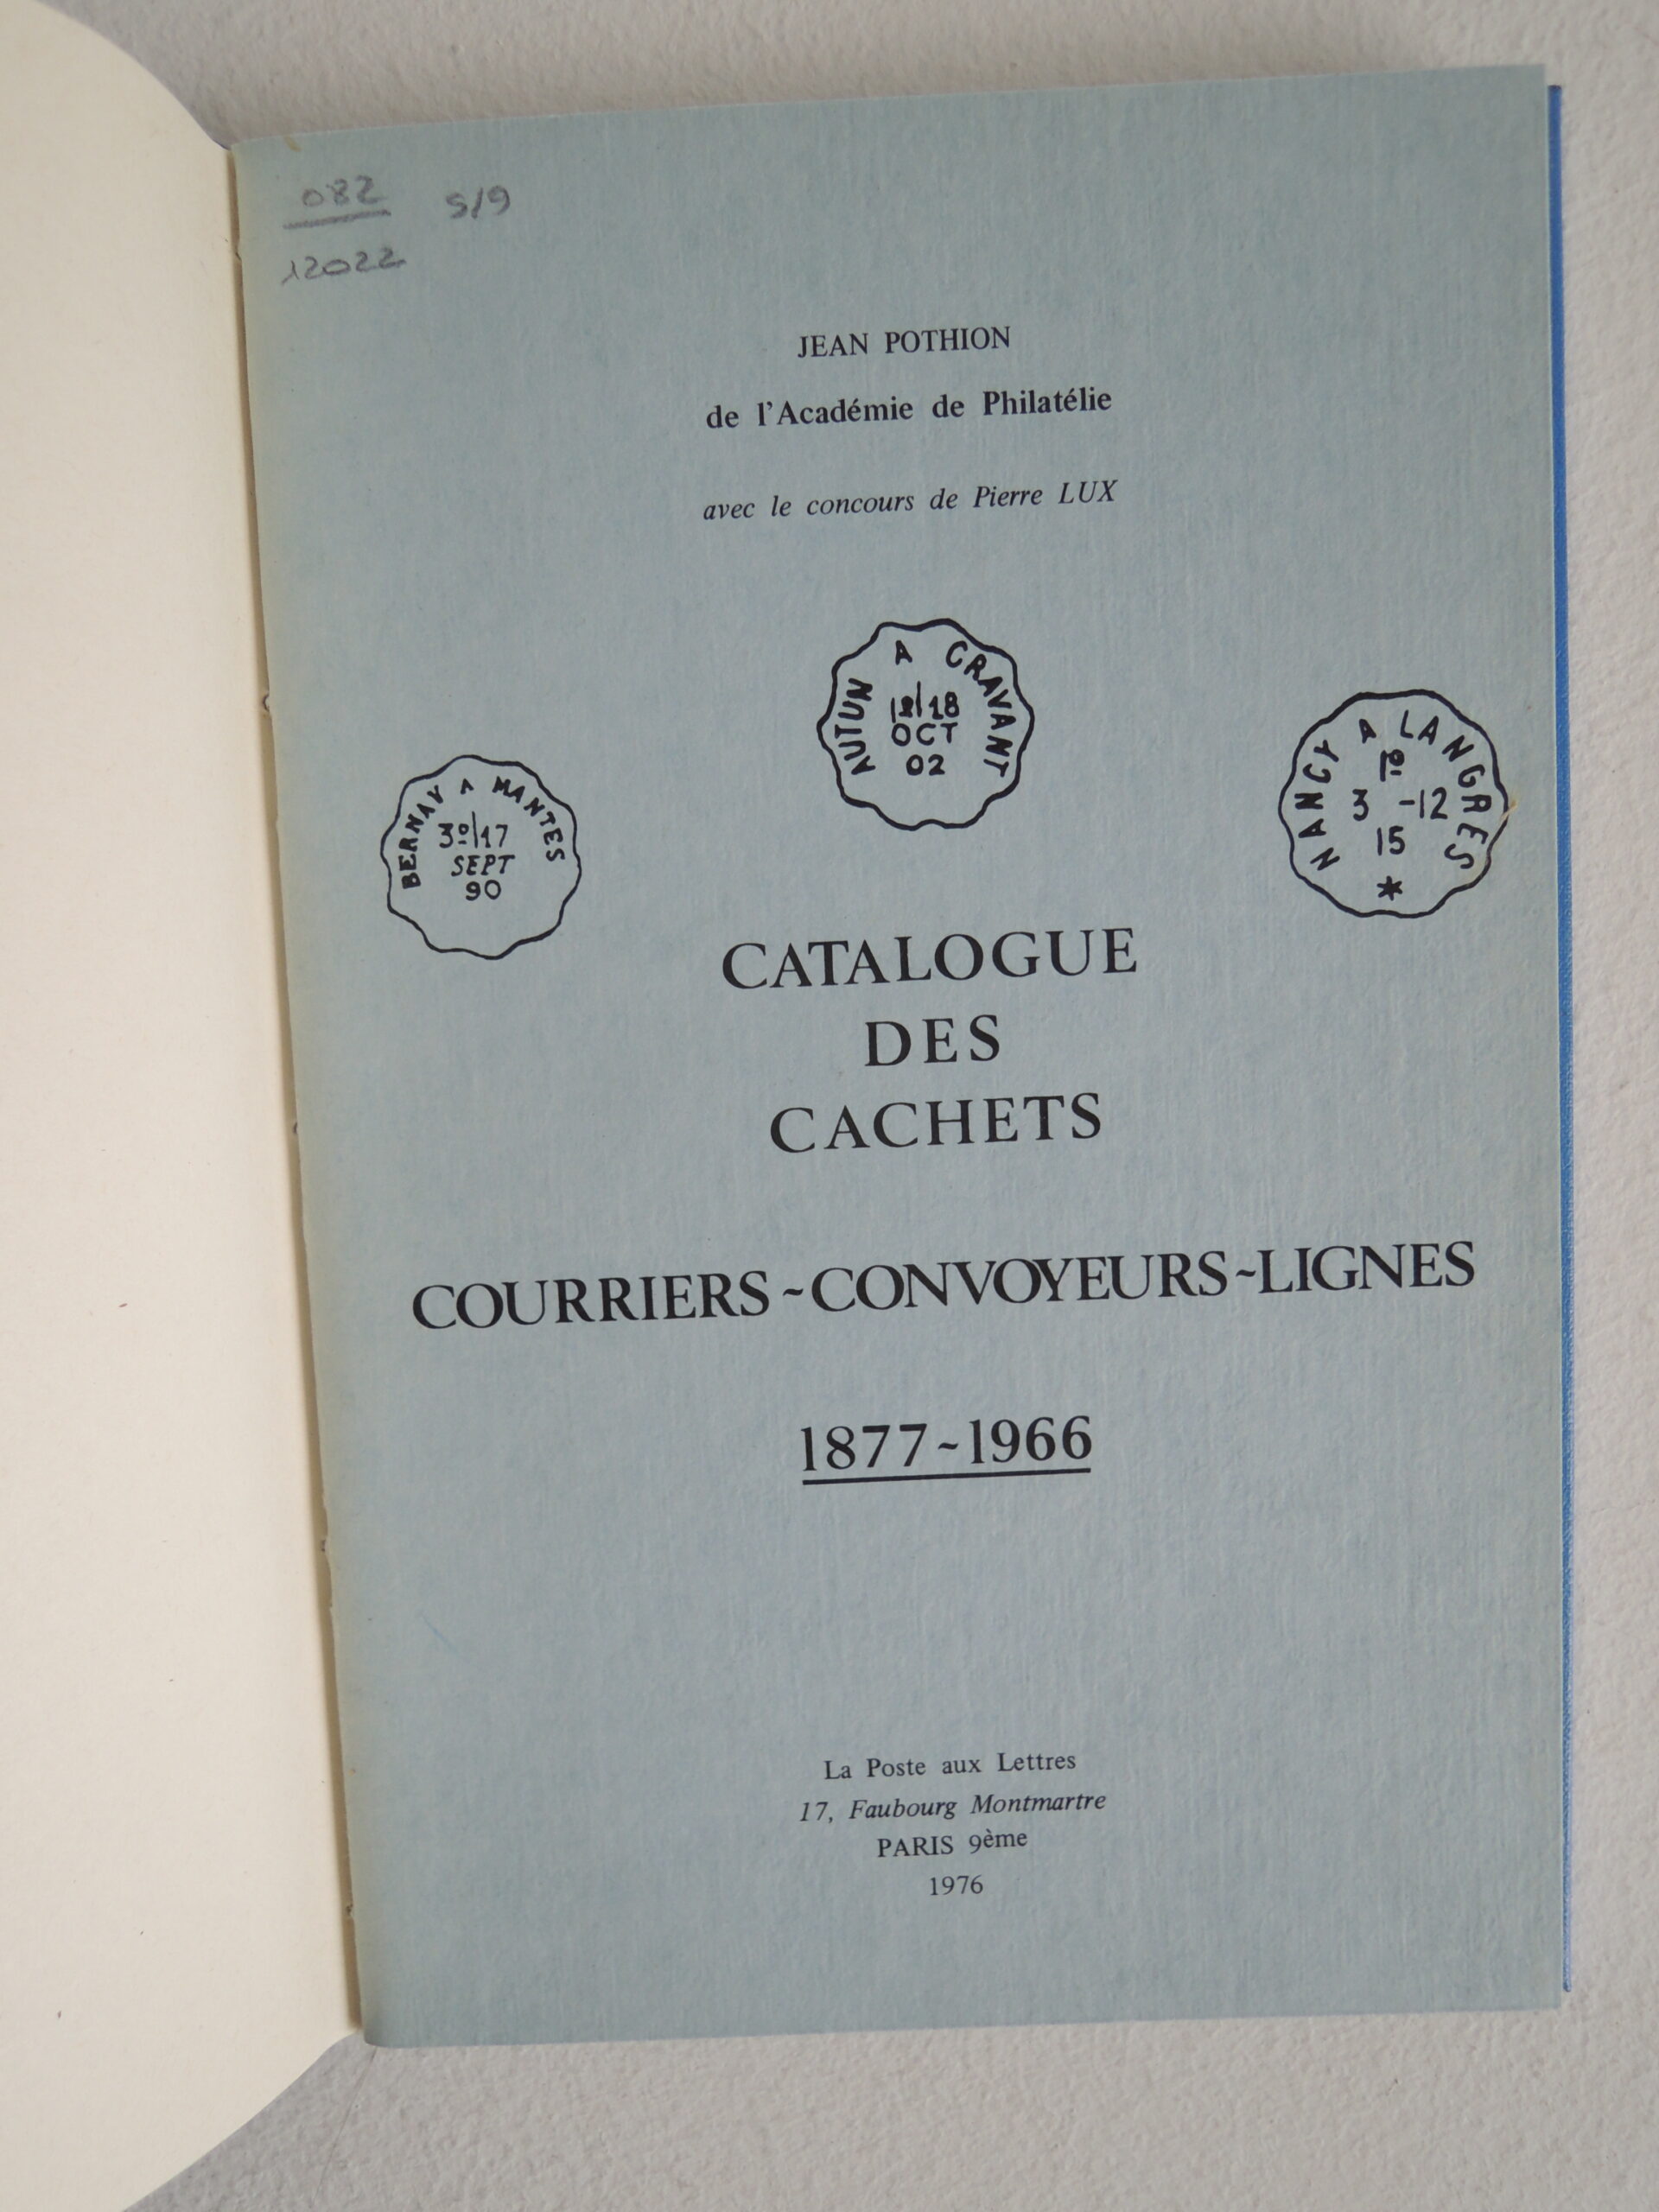 082 S/9
12022
JEAN POTHION
de l'Académie de Philatélie
avec le concours de Pierre LUX
AUTUN A CRAVANT
18
OCT
02
NANCY A LANGRES
1º
3 -12
15
*
BERNAY A MANTES
3º/17
SEPT
90
CATALOGUE
DES
CACHETS
COURRIERS~CONVOYEURS~LIGNES
1877~1966
La Poste aux Lettres
17, Faubourg Montmartre
PARIS 9ème
1976